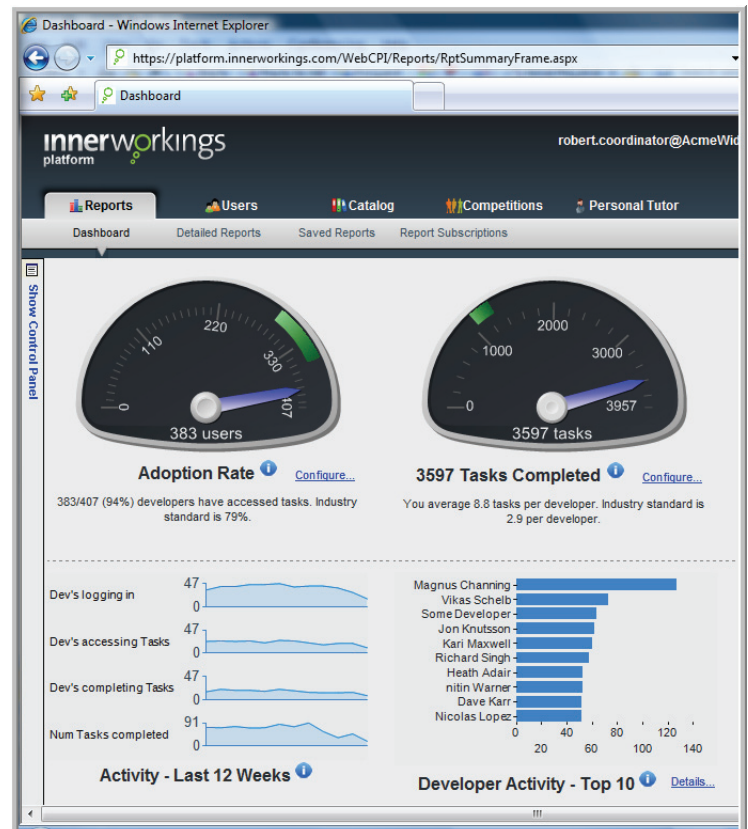 Dashboard - Windows Internet Explorer
https://platform.innerworkings.com/WebCPI/Reports/RptSummaryFrame.aspx
Dashboard
innerworkings
platform
robert.coordinator@AcmeWid
Reports Users Catalog Competitions Personal Tutor
Dashboard Detailed Reports Saved Reports Report Subscriptions
Show Control Panel
0 110 220 330 407
383 users
0 1000 2000 3000 3957
3597 tasks
Adoption Rate Configure...
383/407 (94%) developers have accessed tasks. Industry
standard is 79%.
3597 Tasks Completed Configure...
You average 8.8 tasks per developer. Industry standard is
2.9 per developer.
Dev's logging in 47 0
Dev's accessing Tasks 47 0
Dev's completing Tasks 47 0
Num Tasks completed 91 0
Activity - Last 12 Weeks
Magnus Channing
Vikas Schelb
Some Developer
Jon Knutsson
Kari Maxwell
Richard Singh
Heath Adair
nitin Warner
Dave Karr
Nicolas Lopez
0 40 80 120
20 60 100 140
Developer Activity - Top 10 Details...